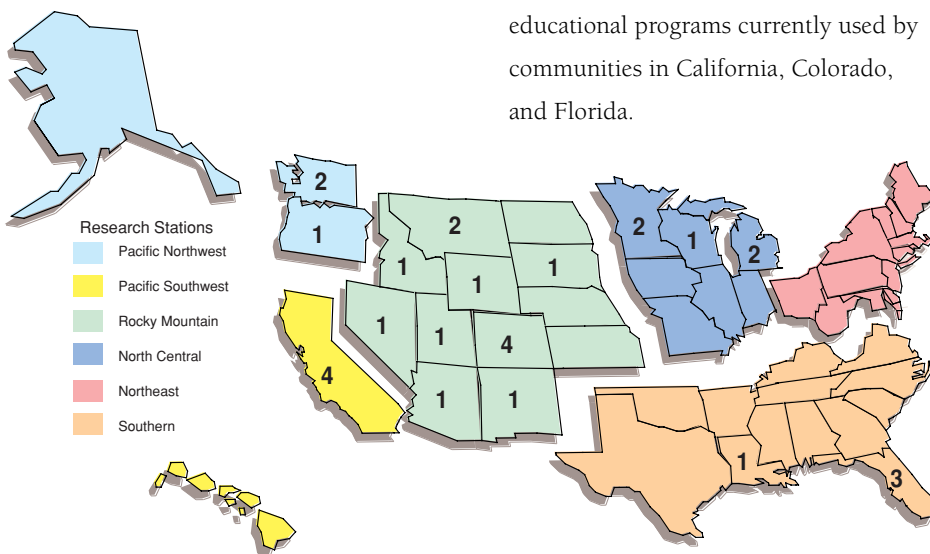 educational programs currently used by
communities in California, Colorado,
and Florida.
Research Stations
Pacific Northwest
Pacific Southwest
Rocky Mountain
North Central
Northeast
Southern
2
1
2
1
1
1
1
1
4
1
1
4
2
1
2
1
3